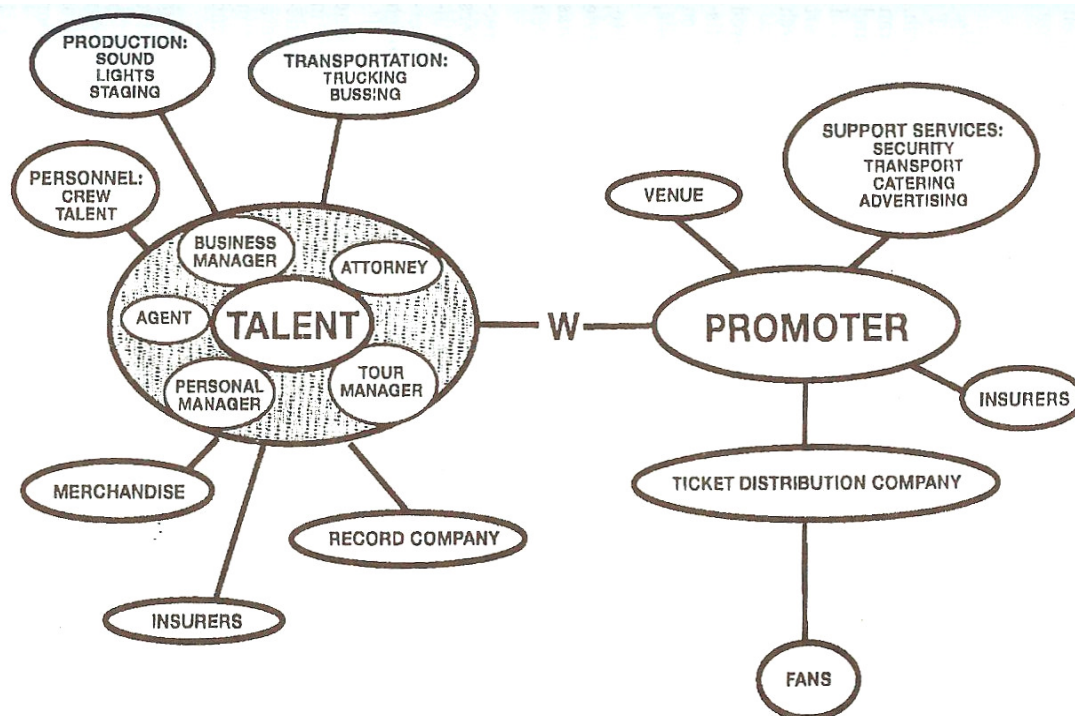 PRODUCTION:
SOUND
LIGHTS
STAGING
TRANSPORTATION:
TRUCKING
BUSSING
SUPPORT SERVICES:
SECURITY
TRANSPORT
CATERING
ADVERTISING
PERSONNEL:
CREW
TALENT
VENUE
BUSINESS
MANAGER
ATTORNEY
AGENT
TALENT
W
PROMOTER
PERSONAL
MANAGER
TOUR
MANAGER
INSURERS
MERCHANDISE
TICKET DISTRIBUTION COMPANY
RECORD COMPANY
INSURERS
FANS